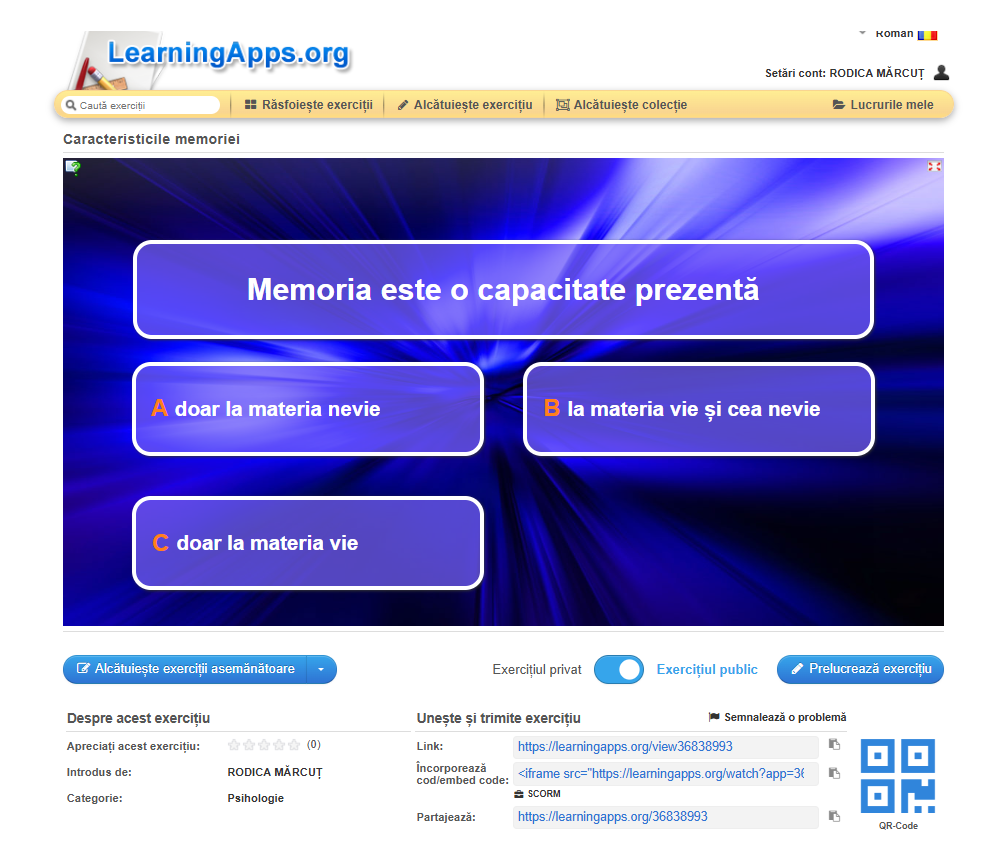 LearningApps.org
Roman
Setări cont: RODICA MĂRCUȚ
Caută exerciții
Răsfoiește exerciții
Alcătuiește exercițiu
Alcătuiește colecție
Lucrurile mele
Caracteristicile memoriei
Memoria este o capacitate prezentă
A doar la materia nevie
B la materia vie și cea nevie
C doar la materia vie
Alcătuiește exerciții asemănătoare
Exercițiul privat
Exercițiul public
Prelucrează exercițiu
Despre acest exercițiu
Apreciați acest exercițiu: (0)
Introdus de: RODICA MĂRCUȚ
Categorie: Psihologie
Unește și trimite exercițiu
Semnalează o problemă
Link: https://learningapps.org/view36838993
Încorporează
cod/embed code: <iframe src="https://learningapps.org/watch?app=36
SCORM
Partajează: https://learningapps.org/36838993
QR-Code